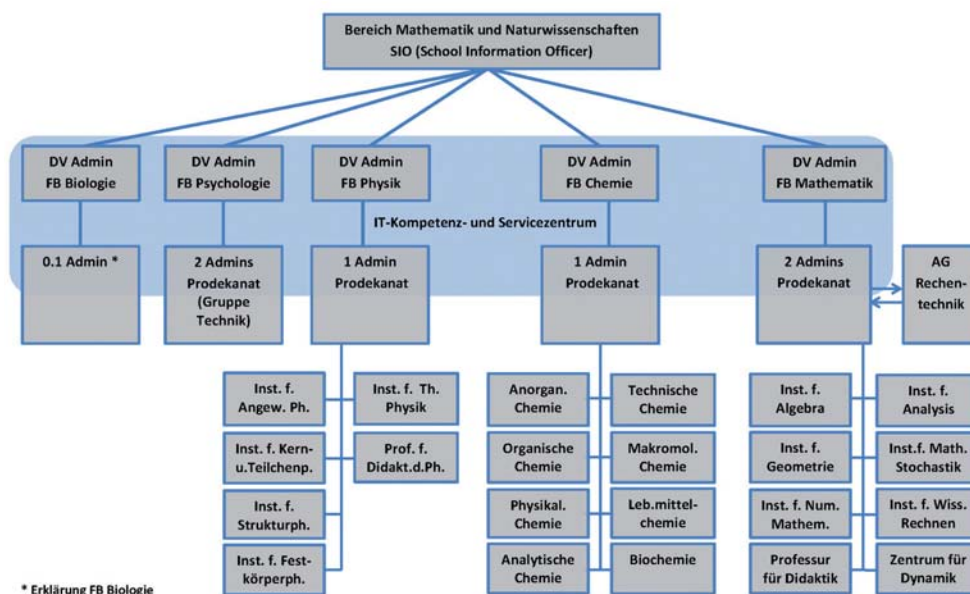 Bereich Mathematik und Naturwissenschaften
SIO (School Information Officer)
DV Admin
FB Biologie
DV Admin
FB Psychologie
DV Admin
FB Physik
DV Admin
FB Chemie
DV Admin
FB Mathematik
IT-Kompetenz- und Servicezentrum
0.1 Admin *
2 Admins
Prodekanat
(Gruppe
Technik)
1 Admin
Prodekanat
1 Admin
Prodekanat
2 Admins
Prodekanat
AG
Rechen-
technik
Inst. f.
Angew. Ph.
Inst. f. Th.
Physik
Inst. f. Kern-
u.Teilchenp.
Prof. f.
Didakt.d.Ph.
Inst. f.
Strukturph.
Inst. f. Fest-
körperph.
Anorgan.
Chemie
Technische
Chemie
Organische
Chemie
Makromol.
Chemie
Physikal.
Chemie
Leb.mittel-
chemie
Analytische
Chemie
Biochemie
Inst. f.
Algebra
Inst. f.
Analysis
Inst. f.
Geometrie
Inst.f. Math.
Stochastik
Inst. f. Num.
Mathem.
Inst. f. Wiss.
Rechnen
Professur
für Didaktik
Zentrum für
Dynamik
* Erklärung FB Biologie